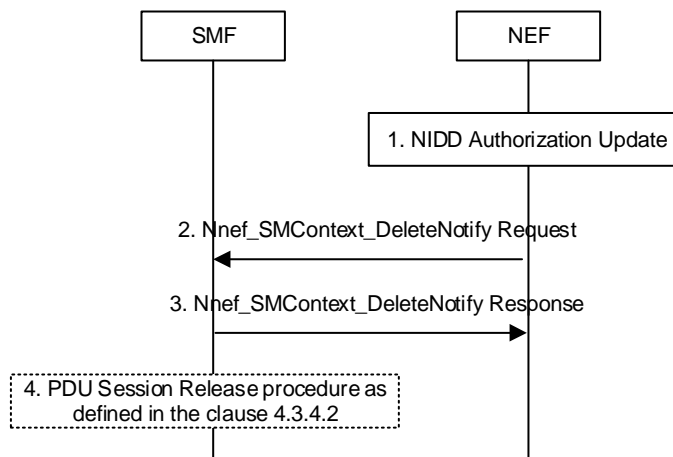 SMF
NEF
1. NIDD Authorization Update
2. Nnef_SMContext_DeleteNotify Request
3. Nnef_SMContext_DeleteNotify Response
4. PDU Session Release procedure as
defined in the clause 4.3.4.2